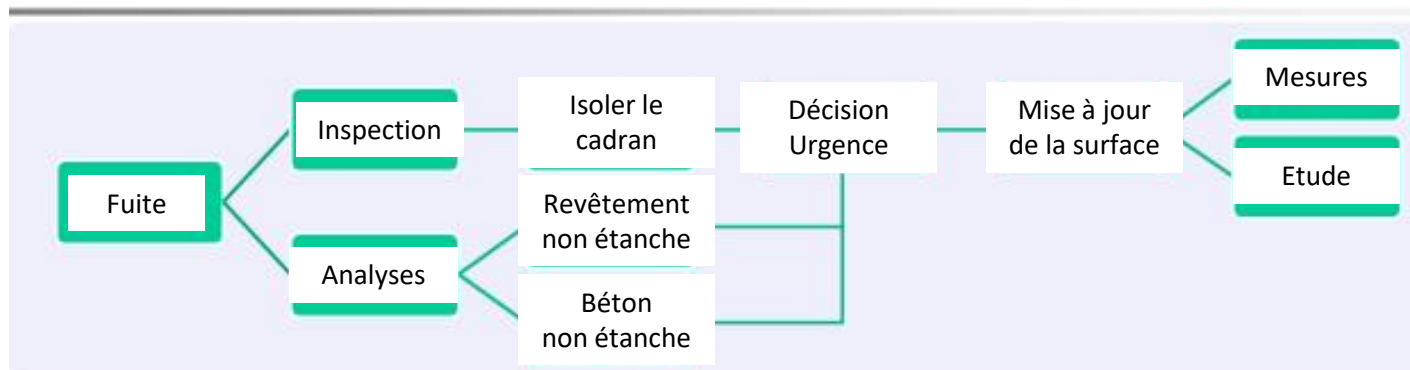 Fuite
Inspection
Analyses
Isoler le
cadran
Revêtement
non étanche
Béton
non étanche
Décision
Urgence
Mise à jour
de la surface
Mesures
Etude